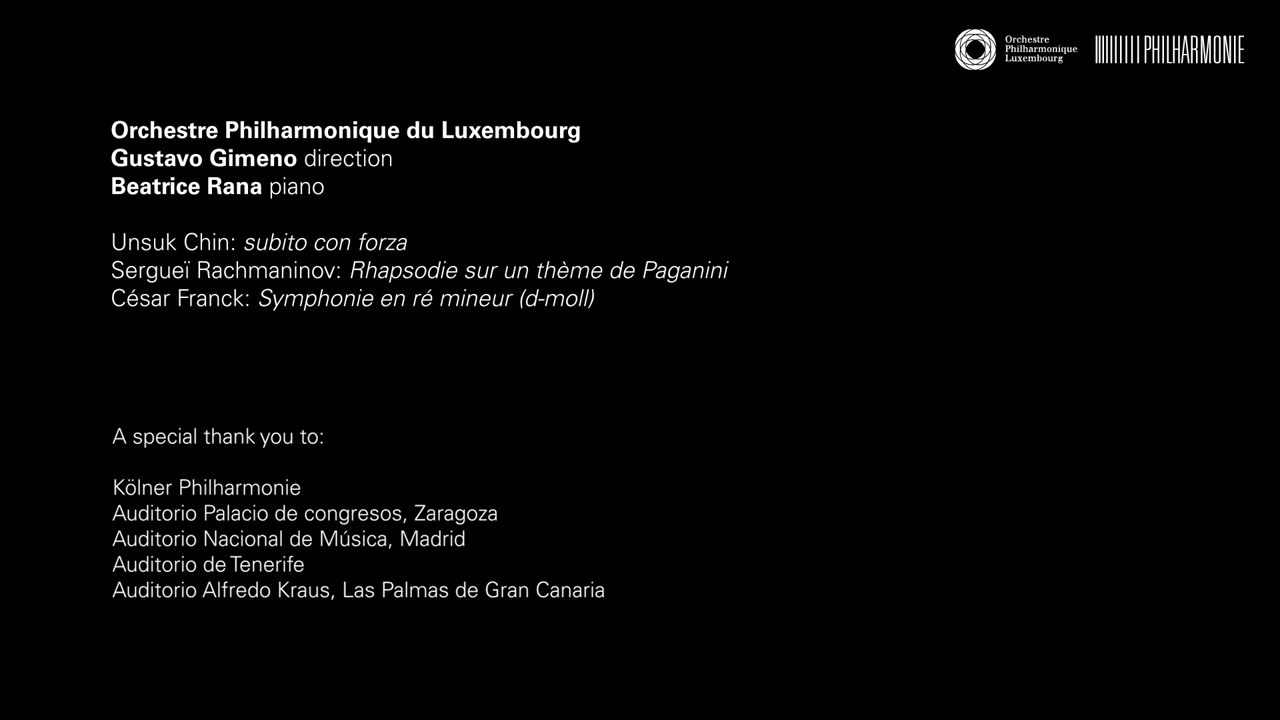 Orchestre
Philharmonique
Luxembourg
PHILHARMONIE
Orchestre Philharmonique du Luxembourg
Gustavo Gimeno direction
Beatrice Rana piano
Unsuk Chin: subito con forza
Sergueï Rachmaninov: Rhapsodie sur un thème de Paganini
César Franck: Symphonie en ré mineur (d-moll)
A special thank you to:
Kölner Philharmonie
Auditorio Palacio de congresos, Zaragoza
Auditorio Nacional de Música, Madrid
Auditorio de Tenerife
Auditorio Alfredo Kraus, Las Palmas de Gran Canaria